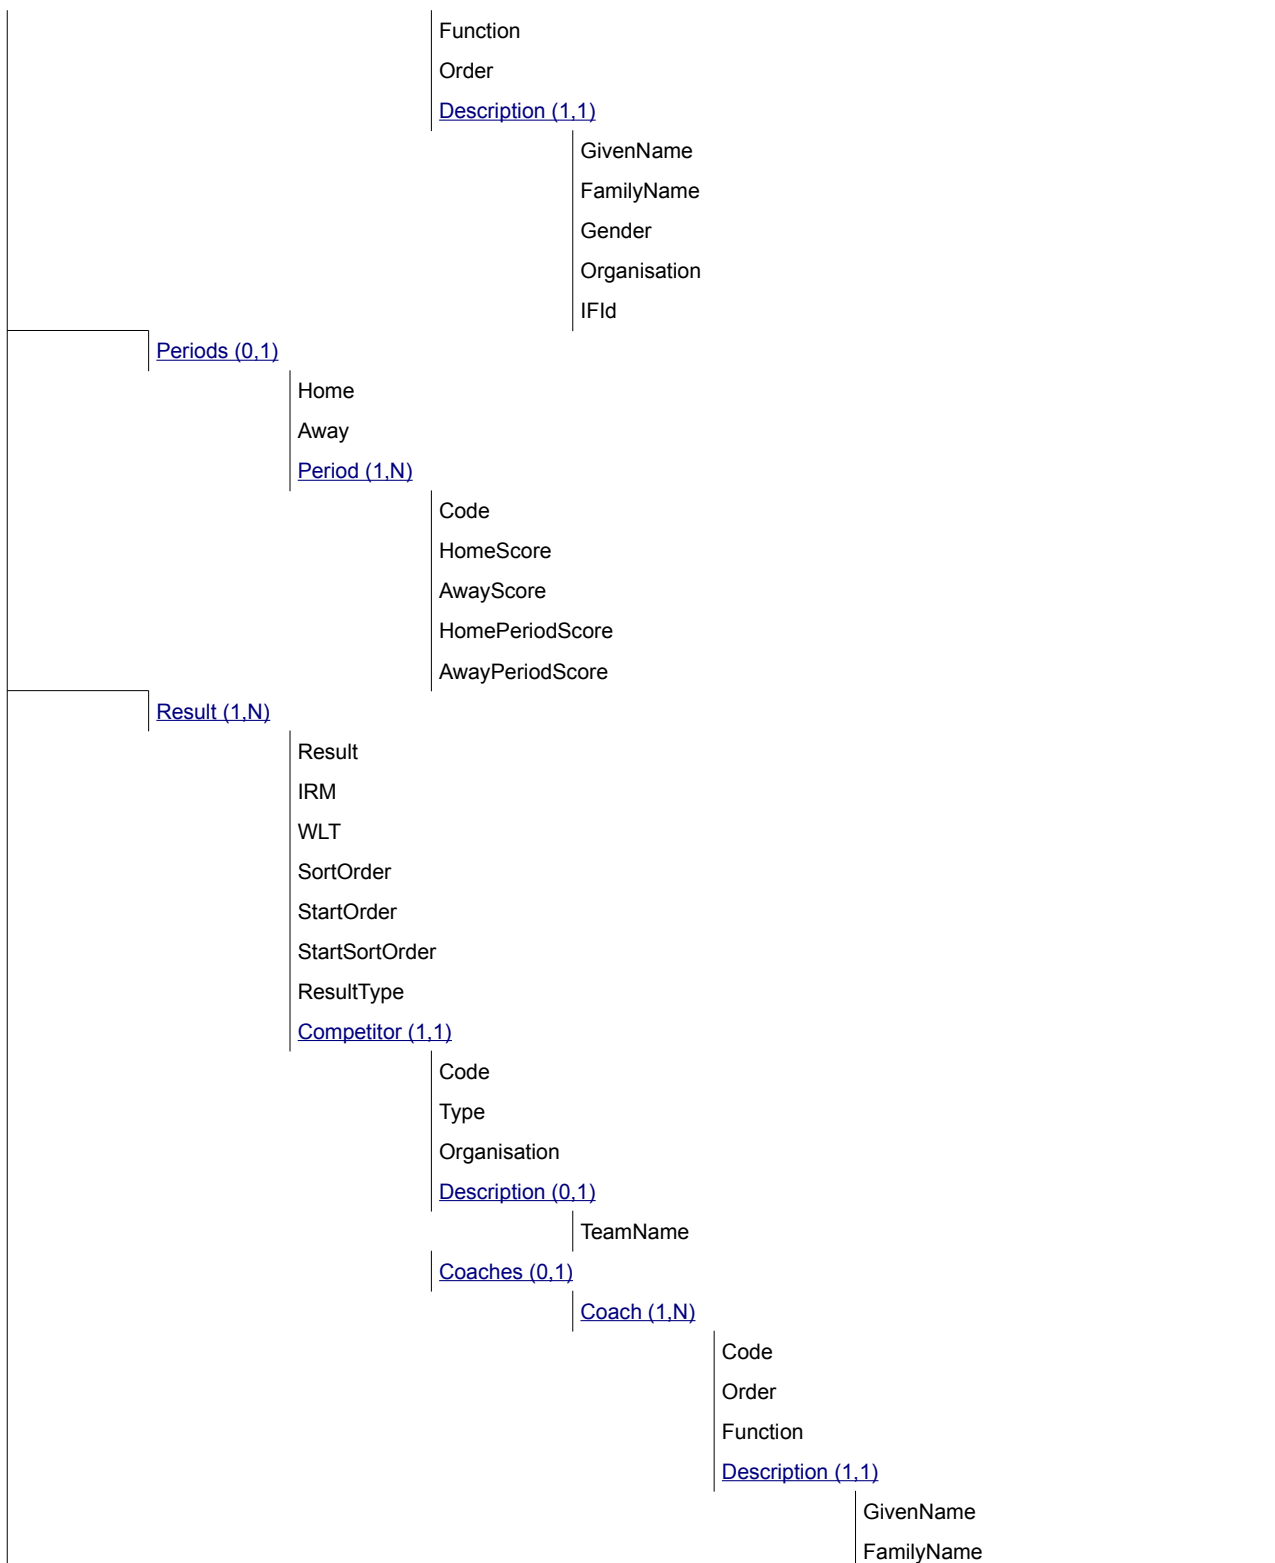 Function
Order
Description (1,1)
GivenName
FamilyName
Gender
Organisation
IFId
Periods (0,1)
Home
Away
Period (1,N)
Code
HomeScore
AwayScore
HomePeriodScore
AwayPeriodScore
Result (1,N)
Result
IRM
WLT
SortOrder
StartOrder
StartSortOrder
ResultType
Competitor (1,1)
Code
Type
Organisation
Description (0,1)
TeamName
Coaches (0,1)
Coach (1,N)
Code
Order
Function
Description (1,1)
GivenName
FamilyName